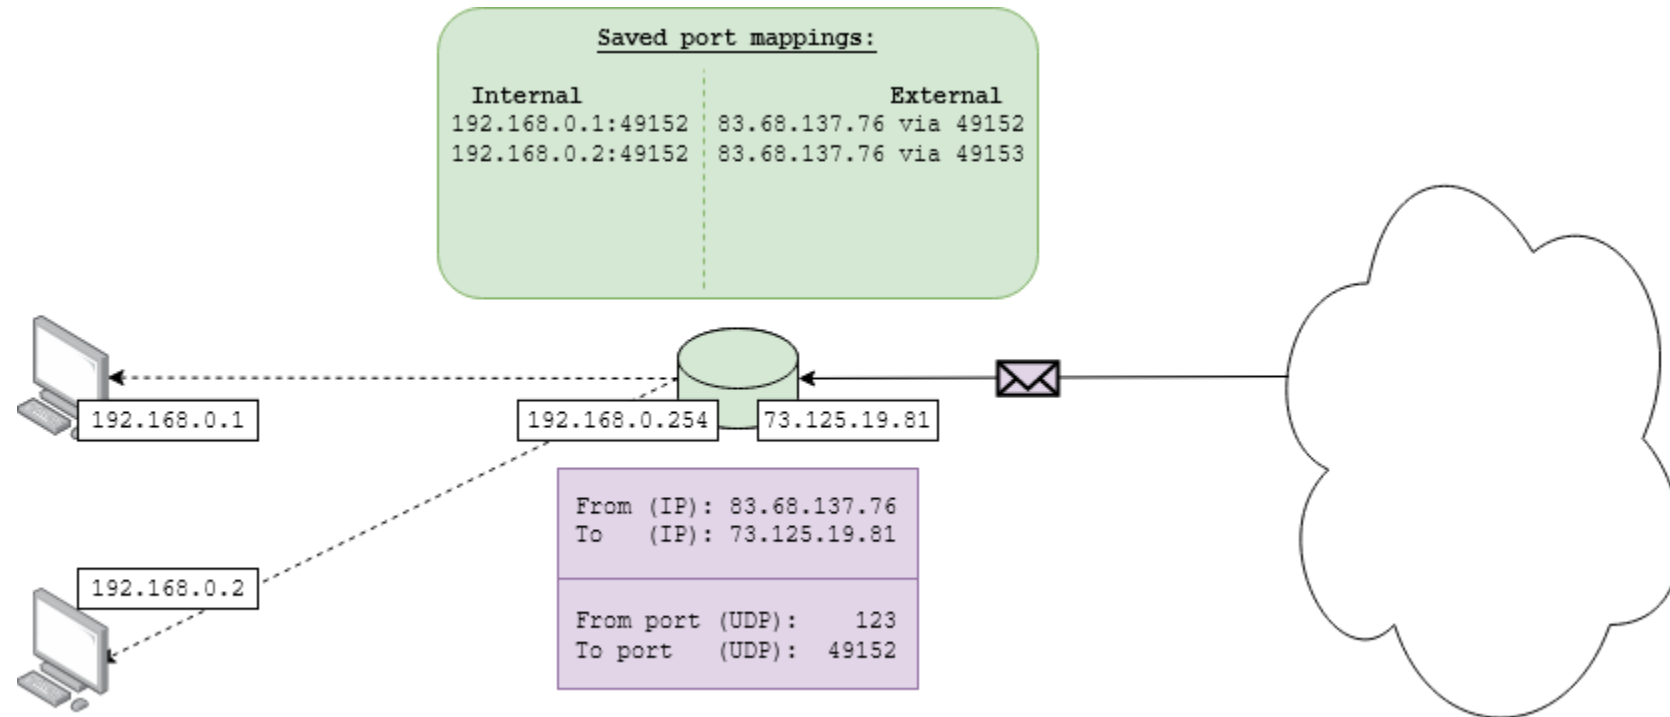 Saved port mappings:
Internal External
192.168.0.1:49152 83.68.137.76 via 49152
192.168.0.2:49152 83.68.137.76 via 49153
192.168.0.1
192.168.0.254
73.125.19.81
From (IP): 83.68.137.76
To   (IP): 73.125.19.81
192.168.0.2
From port (UDP):    123
To port   (UDP):  49152